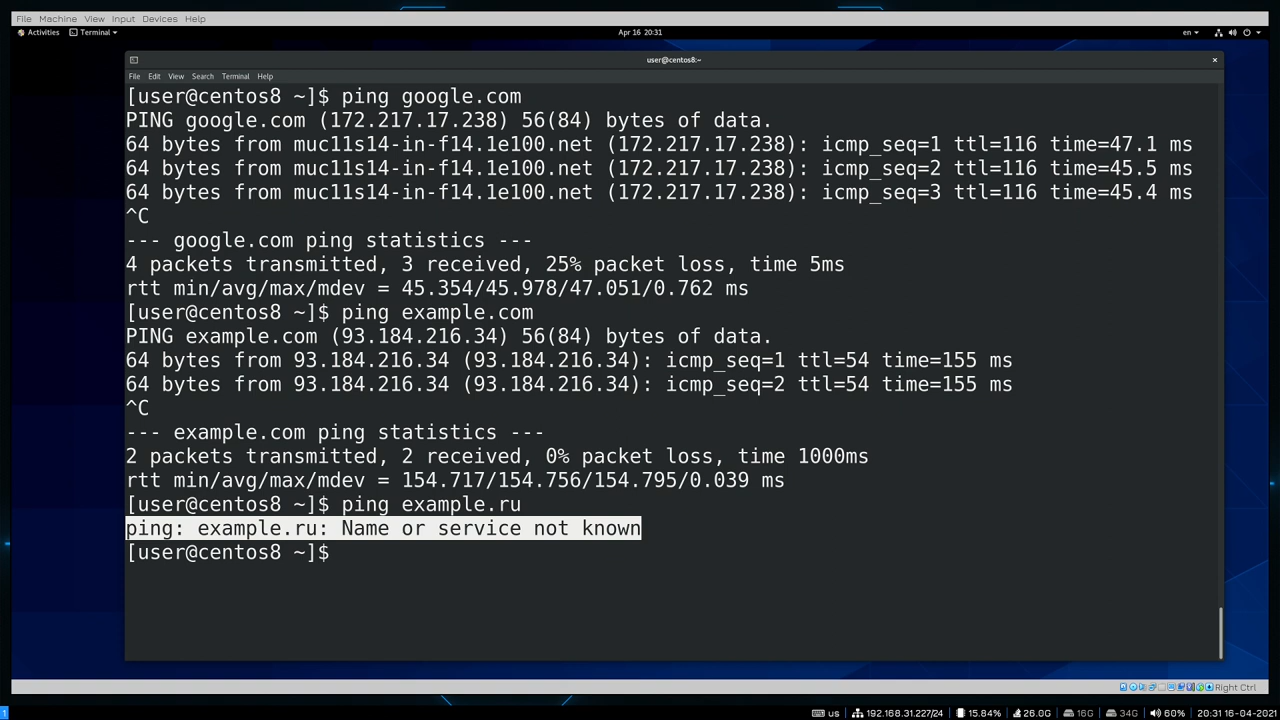 File Machine View Input Devices Help
Activities Terminal Apr 16 20:31 en
user@centos8:~
File Edit View Search Terminal Help
[user@centos8 ~]$ ping google.com
PING google.com (172.217.17.238) 56(84) bytes of data.
64 bytes from muc11s14-in-f14.1e100.net (172.217.17.238): icmp_seq=1 ttl=116 time=47.1 ms
64 bytes from muc11s14-in-f14.1e100.net (172.217.17.238): icmp_seq=2 ttl=116 time=45.5 ms
64 bytes from muc11s14-in-f14.1e100.net (172.217.17.238): icmp_seq=3 ttl=116 time=45.4 ms
^C
--- google.com ping statistics ---
4 packets transmitted, 3 received, 25% packet loss, time 5ms
rtt min/avg/max/mdev = 45.354/45.978/47.051/0.762 ms
[user@centos8 ~]$ ping example.com
PING example.com (93.184.216.34) 56(84) bytes of data.
64 bytes from 93.184.216.34 (93.184.216.34): icmp_seq=1 ttl=54 time=155 ms
64 bytes from 93.184.216.34 (93.184.216.34): icmp_seq=2 ttl=54 time=155 ms
^C
--- example.com ping statistics ---
2 packets transmitted, 2 received, 0% packet loss, time 1000ms
rtt min/avg/max/mdev = 154.717/154.756/154.795/0.039 ms
[user@centos8 ~]$ ping example.ru
ping: example.ru: Name or service not known
[user@centos8 ~]$
Right Ctrl
1 us 192.168.31.227/24 15.84% 26.0G 16G 34G 60% 20:31 16-04-2021